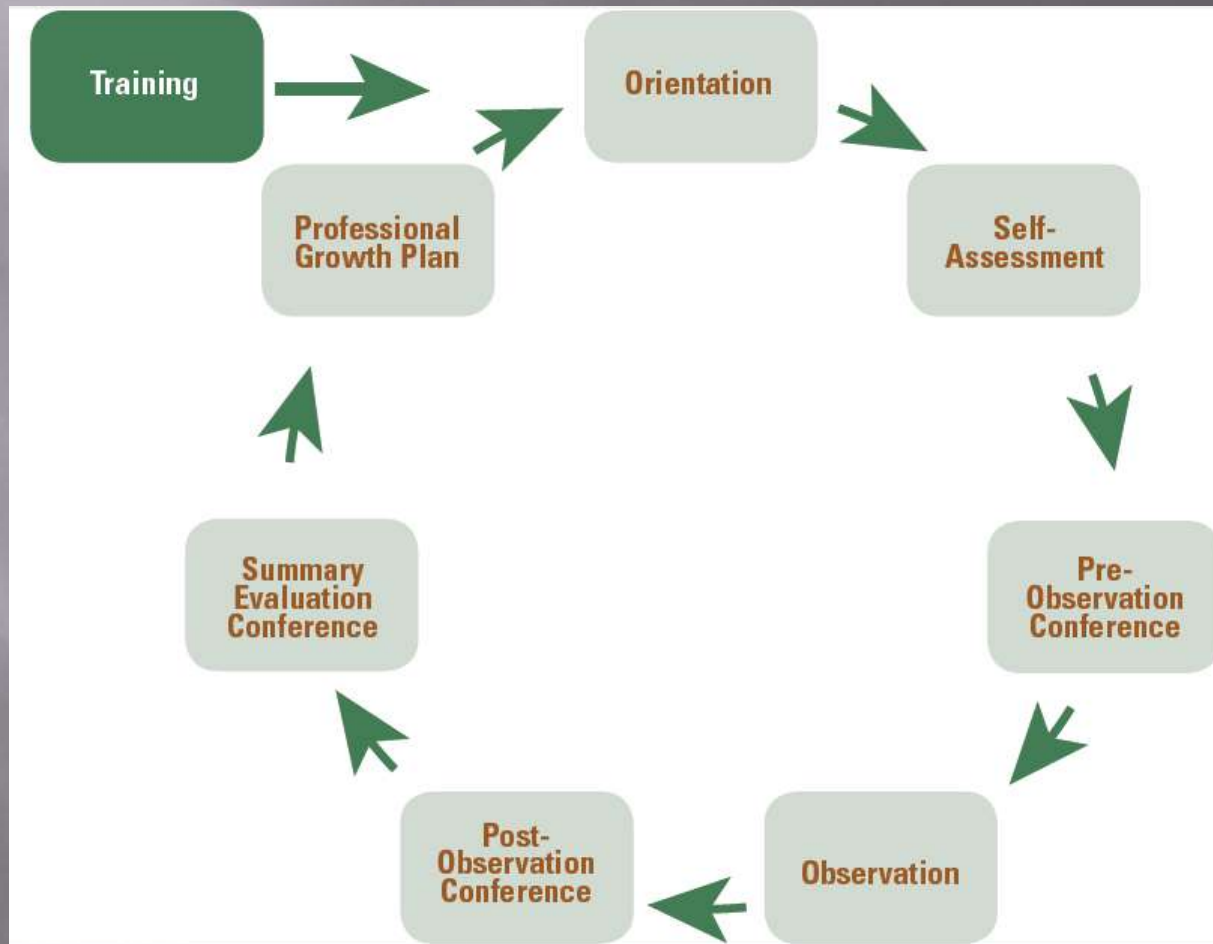 Training
Orientation
Self-
Assessment
Pre-
Observation
Conference
Observation
Post-
Observation
Conference
Summary
Evaluation
Conference
Professional
Growth Plan